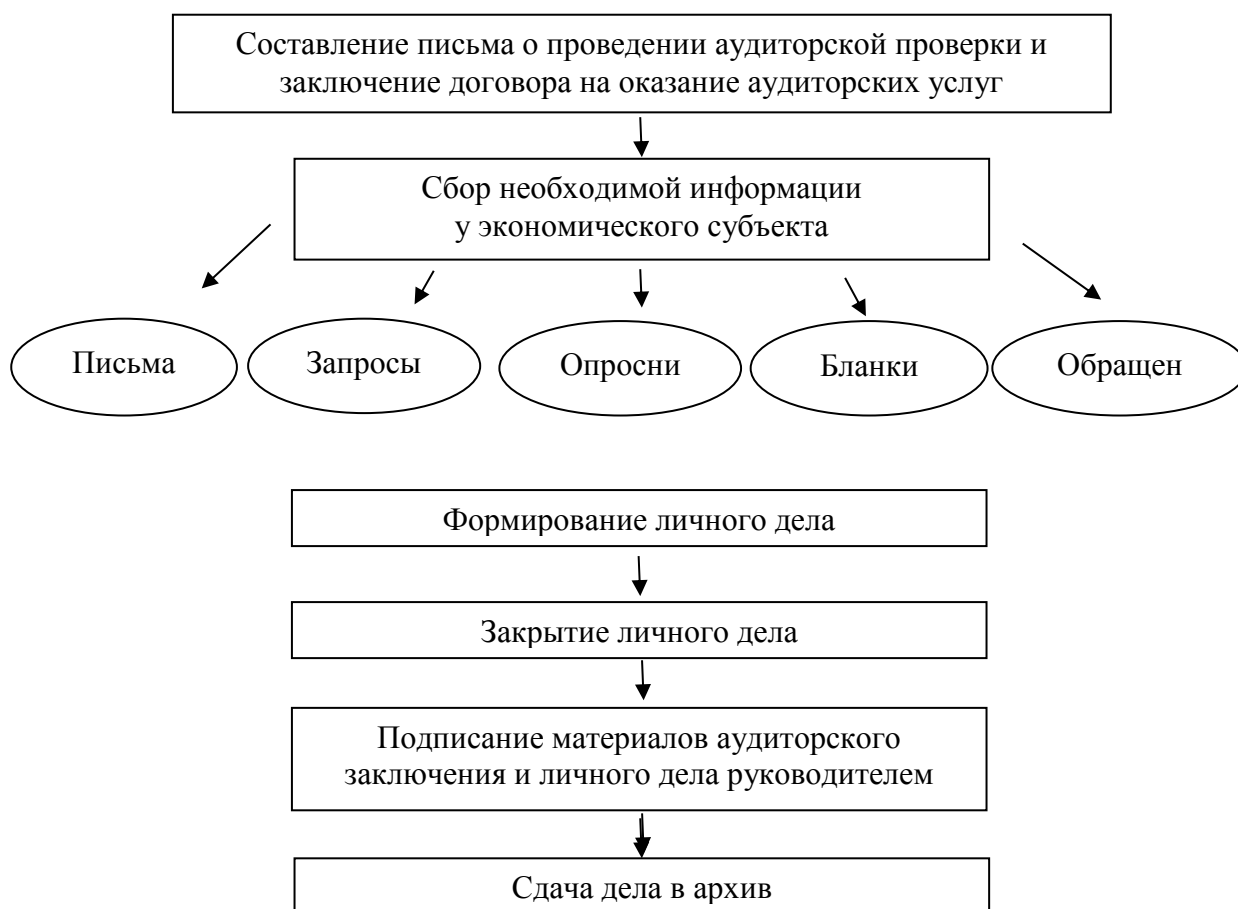 Составление письма о проведении аудиторской проверки и
заключение договора на оказание аудиторских услуг
Сбор необходимой информации
у экономического субъекта
Письма
Запросы
Опросни
Бланки
Обращен
Формирование личного дела
Закрытие личного дела
Подписание материалов аудиторского
заключения и личного дела руководителем
Сдача дела в архив